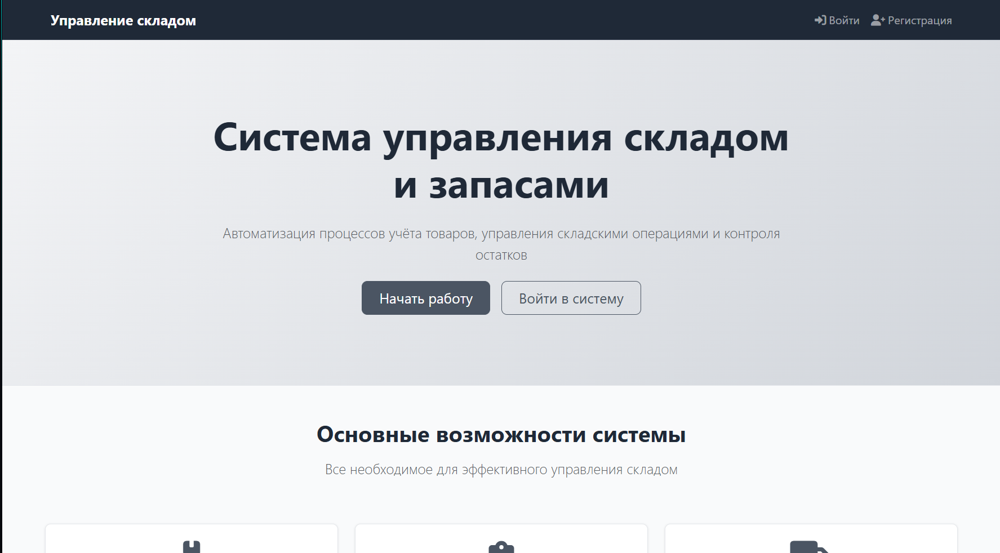 Управление складом
Войти
Регистрация
Система управления складом
и запасами
Автоматизация процессов учёта товаров, управления складскими операциями и контроля
остатков
Начать работу
Войти в систему
Основные возможности системы
Все необходимое для эффективного управления складом